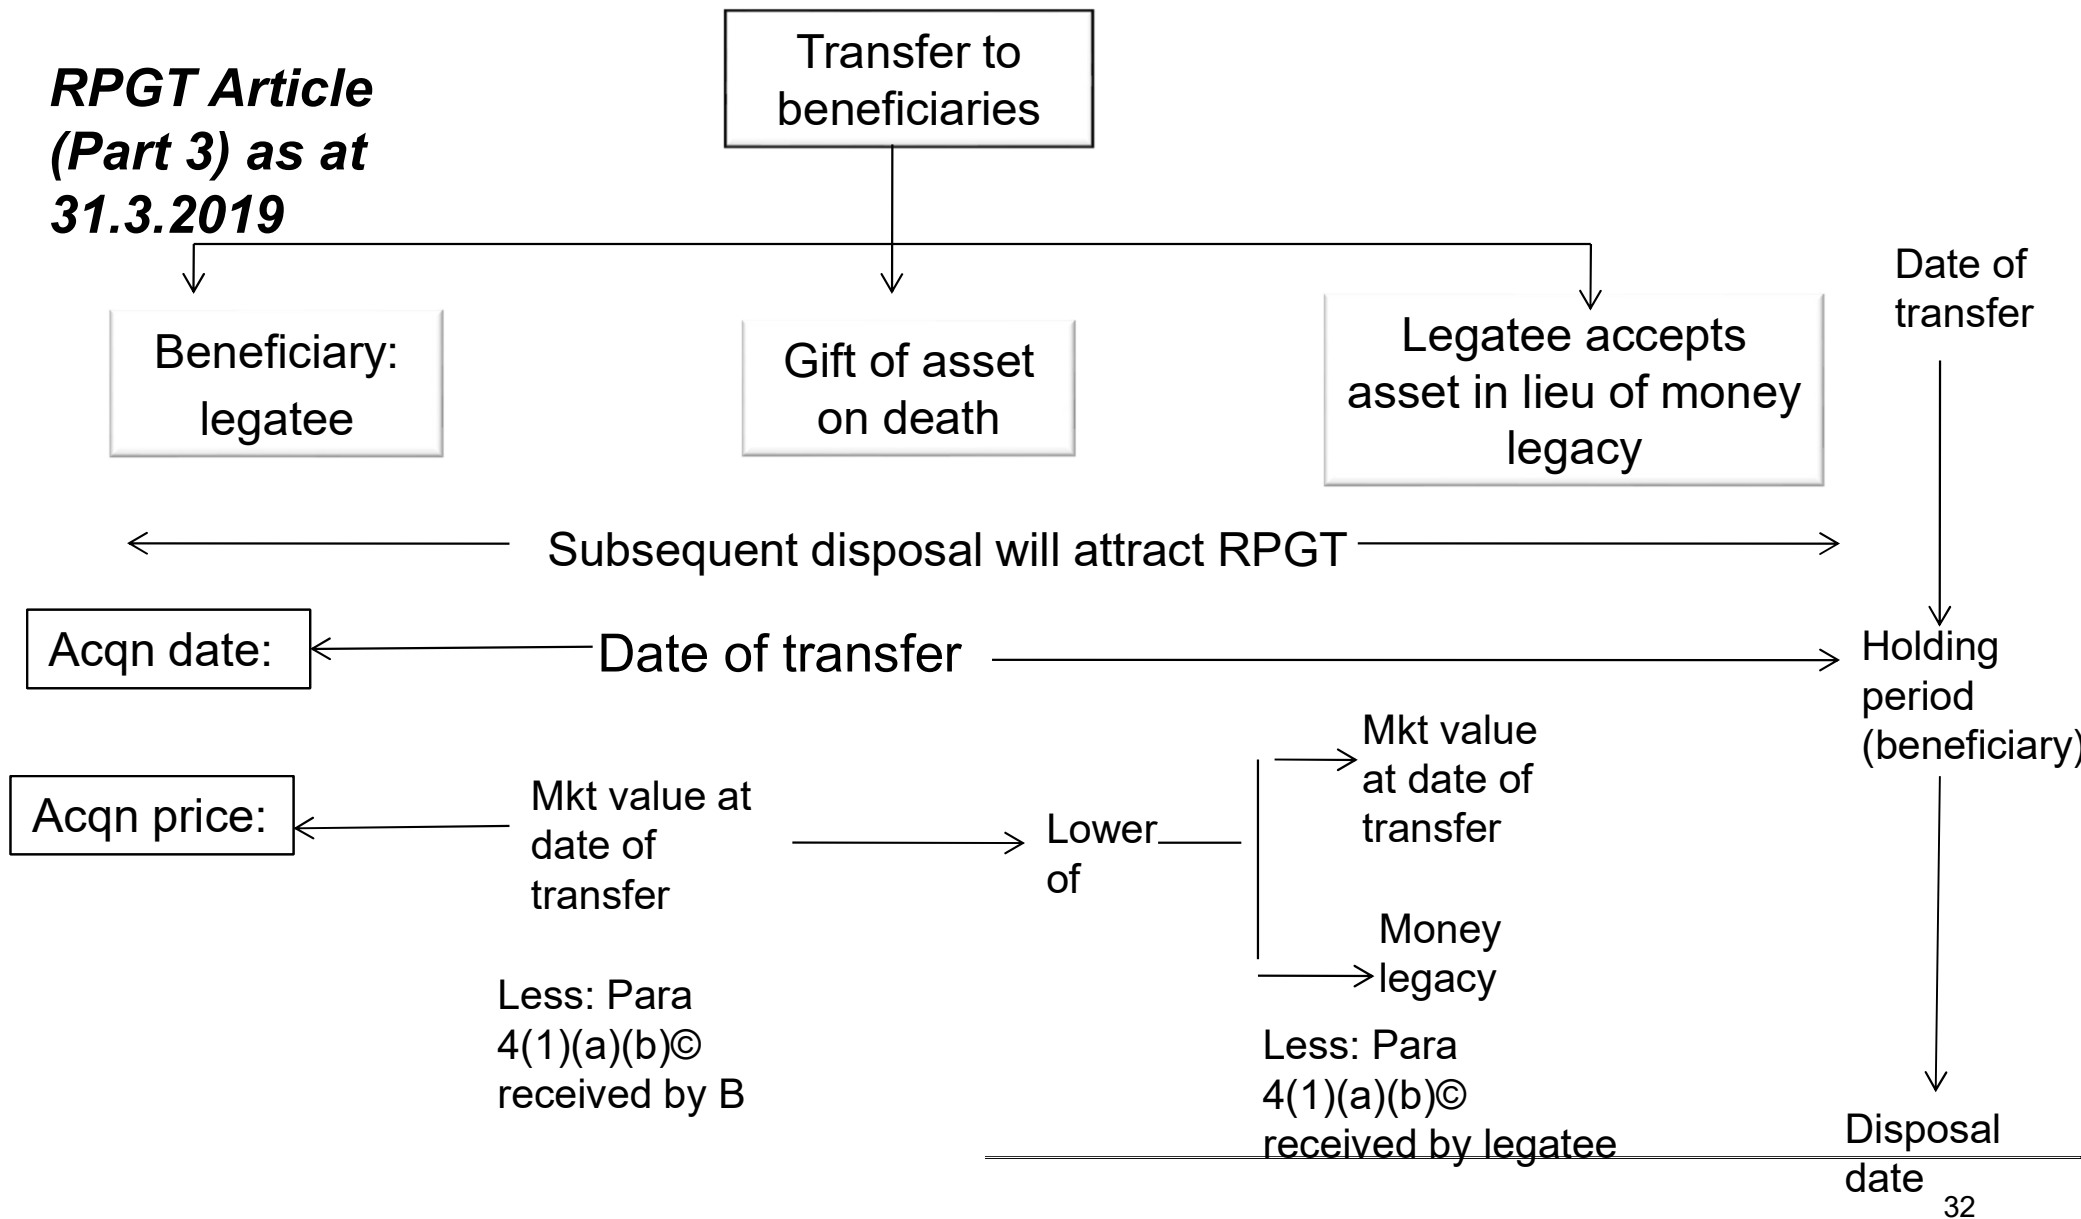 RPGT Article
(Part 3) as at
31.3.2019
Transfer to
beneficiaries
Beneficiary:
legatee
Gift of asset
on death
Legatee accepts
asset in lieu of money
legacy
Date of
transfer
Subsequent disposal will attract RPGT
Acqn date:
Date of transfer
Holding
period
(beneficiary)
Acqn price:
Mkt value at
date of
transfer
Lower
of
Mkt value
at date of
transfer
Money
legacy
Less: Para
4(1)(a)(b)©
received by B
Less: Para
4(1)(a)(b)©
received by legatee
Disposal
date
32